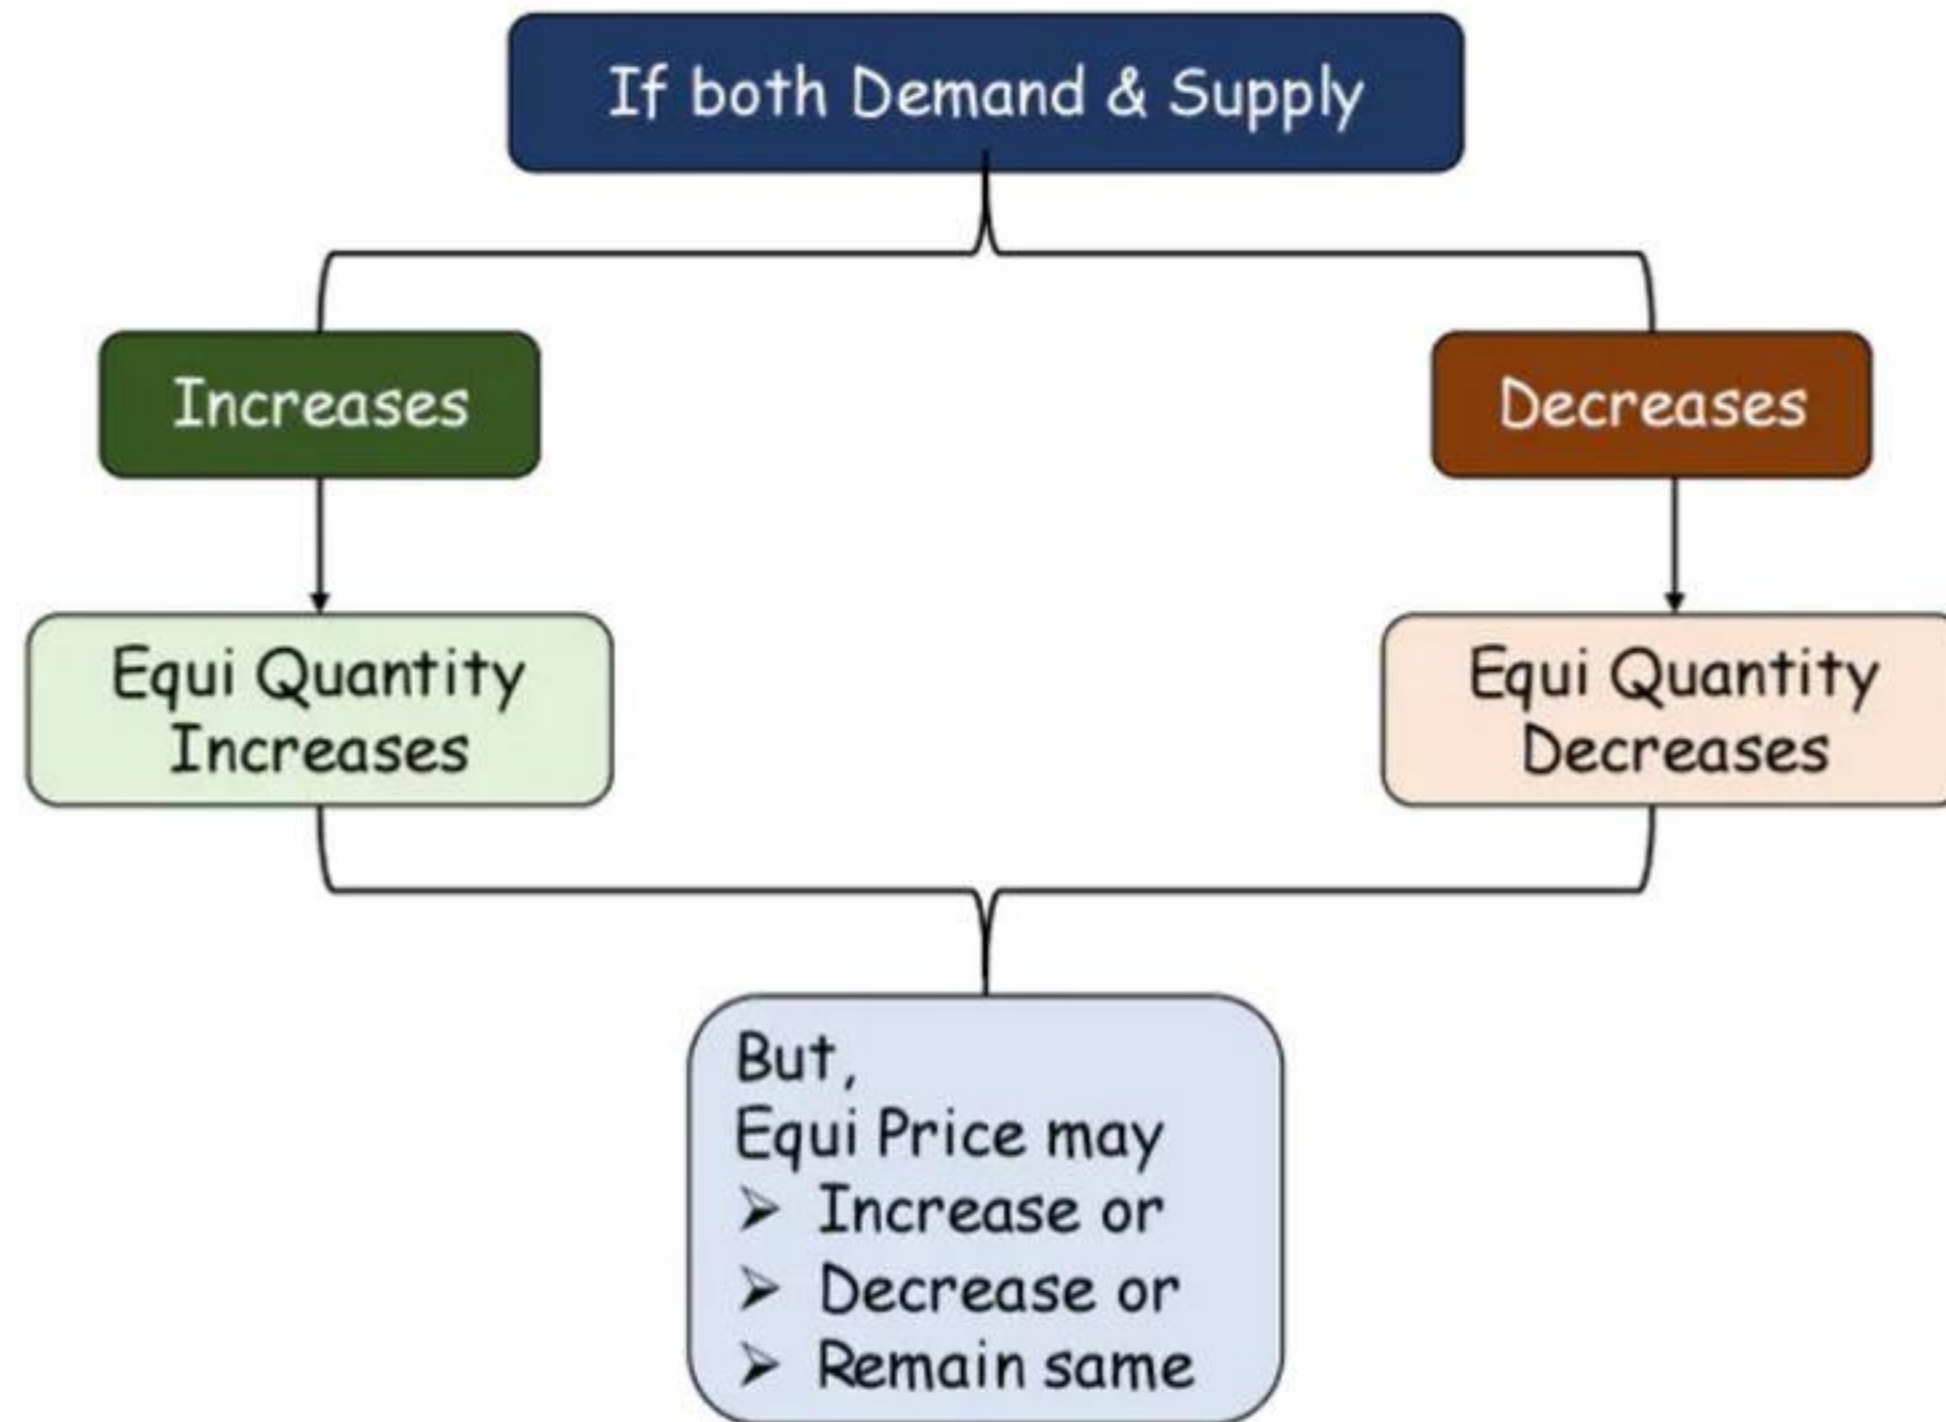 If both Demand & Supply
Increases
Decreases
Equi Quantity
Increases
Equi Quantity
Decreases
But,
Equi Price may
➢ Increase or
➢ Decrease or
➢ Remain same